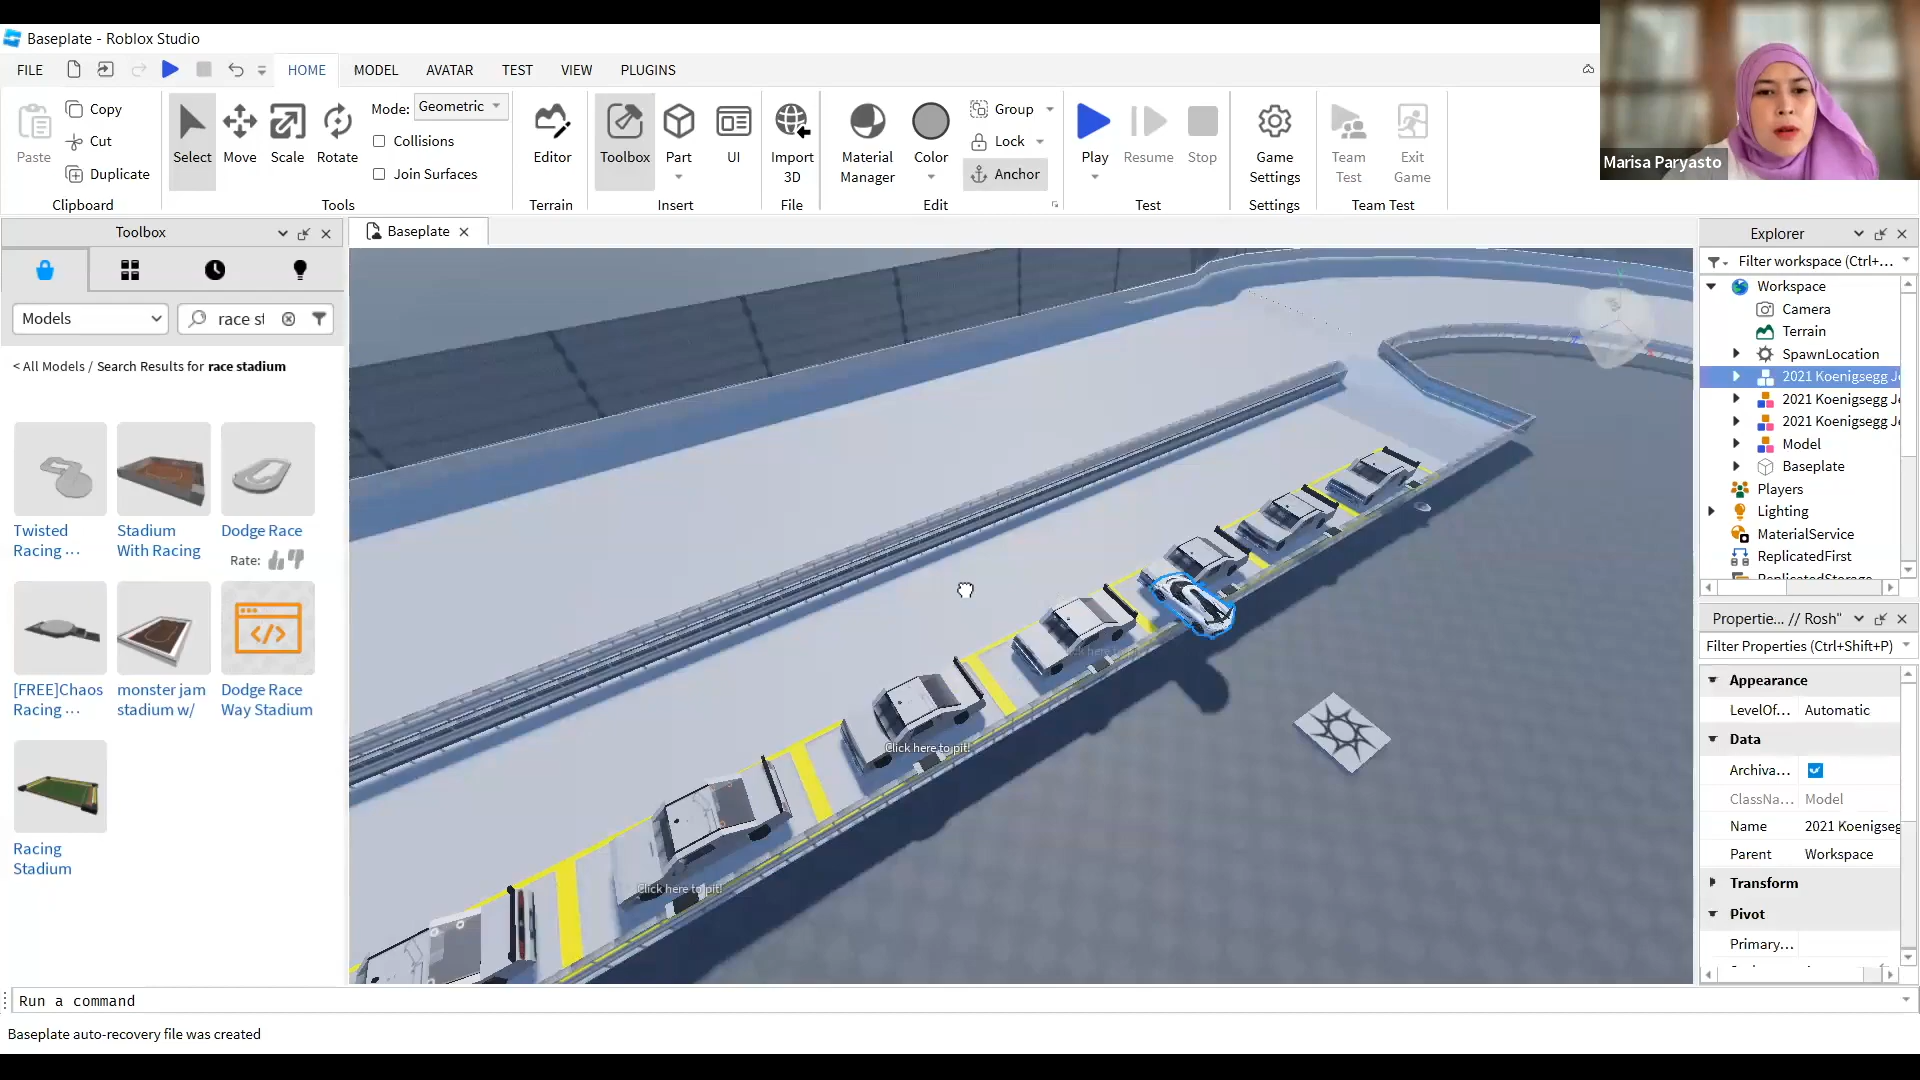 Baseplate - Roblox Studio
FILE
HOME
MODEL
AVATAR
TEST
VIEW
PLUGINS
Paste
Copy
Cut
Duplicate
Clipboard
Select
Move
Scale
Rotate
Mode:
Geometric
Collisions
Join Surfaces
Tools
Editor
Terrain
Toolbox
Part
UI
Insert
Import
3D
File
Material
Manager
Color
Group
Lock
Anchor
Edit
Play
Resume
Stop
Test
Game
Settings
Settings
Team
Test
Exit
Game
Team Test
Marisa Paryasto
Toolbox
Models
race st
< All Models / Search Results for race stadium
Twisted
Racing ...
Stadium
With Racing
Dodge Race
Rate:
[FREE]Chaos
Racing ...
monster jam
stadium w/
Dodge Race
Way Stadium
Racing
Stadium
Baseplate
Click here to pit!
Click here to pit!
Explorer
Filter workspace (Ctrl+...
Workspace
Camera
Terrain
SpawnLocation
2021 Koenigsegg Je
2021 Koenigsegg Je
2021 Koenigsegg Je
Model
Baseplate
Players
Lighting
MaterialService
ReplicatedFirst
ReplicatedStorage
Propertie... // Rosh"
Filter Properties (Ctrl+Shift+P)
Appearance
LevelOf... Automatic
Data
Archiva...
ClassNa... Model
Name 2021 Koenigseg
Parent Workspace
Transform
Pivot
Primary...
Run a command
Baseplate auto-recovery file was created